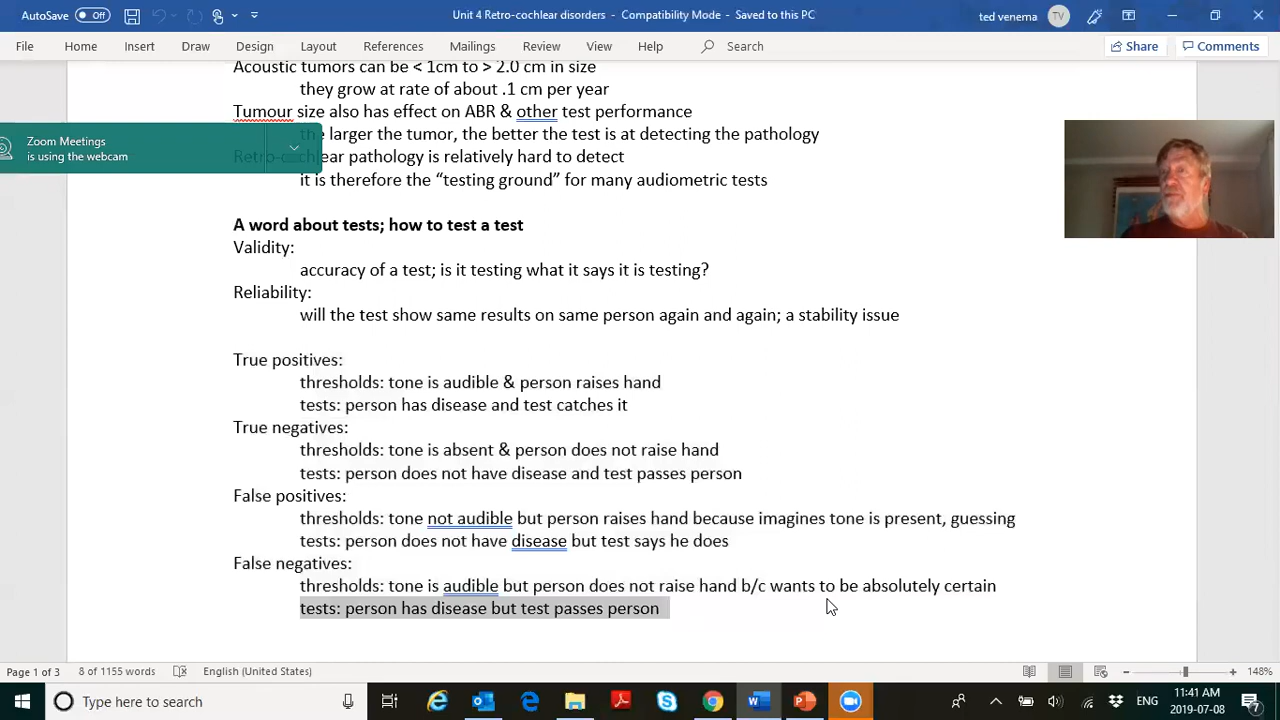 AutoSave Off
Unit 4 Retro-cochlear disorders - Compatibility Mode - Saved to this PC
ted venema TV
File Home Insert Draw Design Layout References Mailings Review View Help Search Share Comments
Acoustic tumors can be < 1cm to > 2.0 cm in size
they grow at rate of about .1 cm per year
Tumour size also has effect on ABR & other test performance
the larger the tumor, the better the test is at detecting the pathology
Zoom Meetings
is using the webcam
Retro-cochlear pathology is relatively hard to detect
it is therefore the “testing ground” for many audiometric tests
A word about tests; how to test a test
Validity:
accuracy of a test; is it testing what it says it is testing?
Reliability:
will the test show same results on same person again and again; a stability issue
True positives:
thresholds: tone is audible & person raises hand
tests: person has disease and test catches it
True negatives:
thresholds: tone is absent & person does not raise hand
tests: person does not have disease and test passes person
False positives:
thresholds: tone not audible but person raises hand because imagines tone is present, guessing
tests: person does not have disease but test says he does
False negatives:
thresholds: tone is audible but person does not raise hand b/c wants to be absolutely certain
tests: person has disease but test passes person
Page 1 of 3 8 of 1155 words English (United States) 148%
Type here to search
ENG
11:41 AM
2019-07-08
7